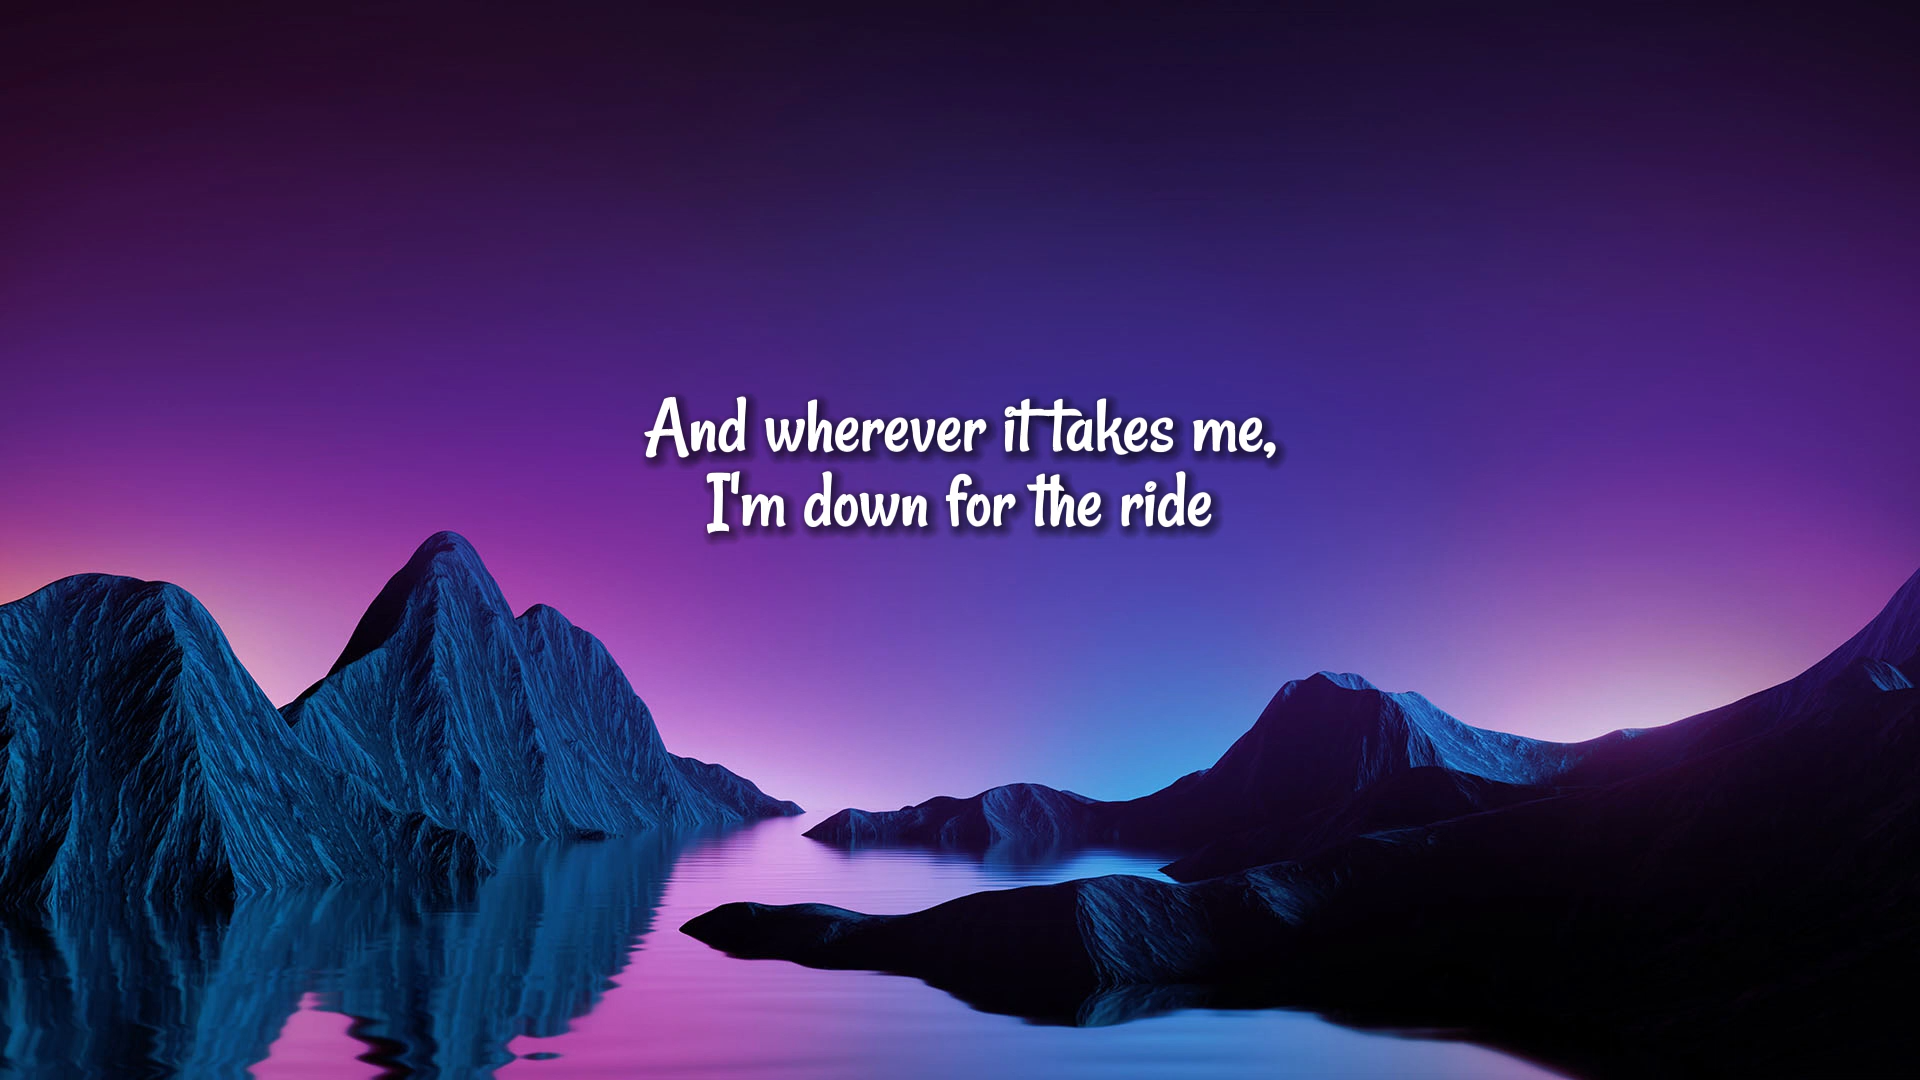 And wherever it takes me,
I'm down for the ride